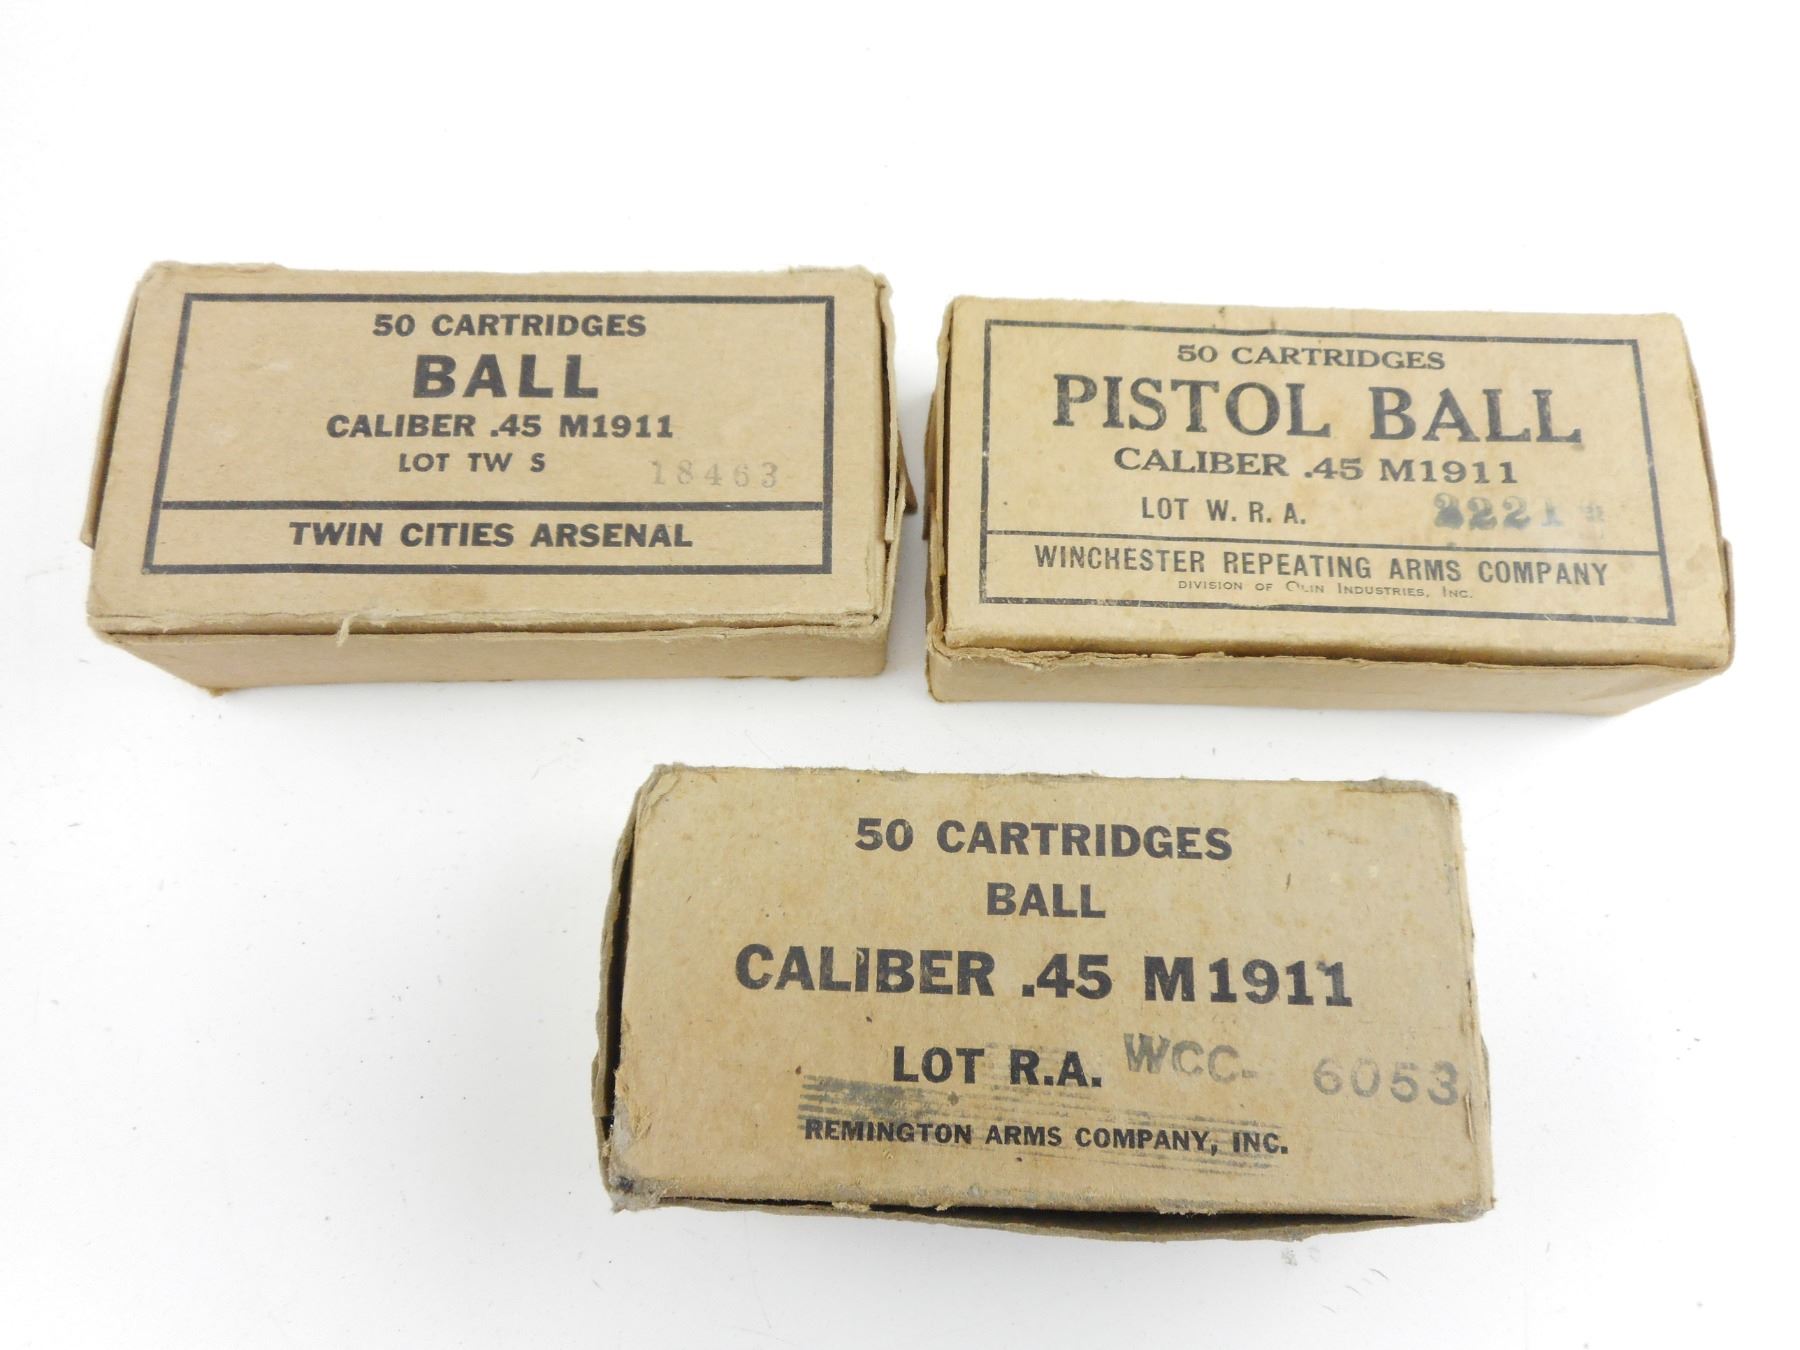 50 CARTRIDGES
BALL
CALIBER .45 M1911
LOT TW S 18463
TWIN CITIES ARSENAL
50 CARTRIDGES
PISTOL BALL
CALIBER .45 M1911
LOT W. R. A.
WINCHESTER REPEATING ARMS COMPANY
DIVISION OF OLIN INDUSTRIES, INC.
50 CARTRIDGES
BALL
CALIBER .45 M1911
LOT R.A. WCC- 6053
REMINGTON ARMS COMPANY, INC.